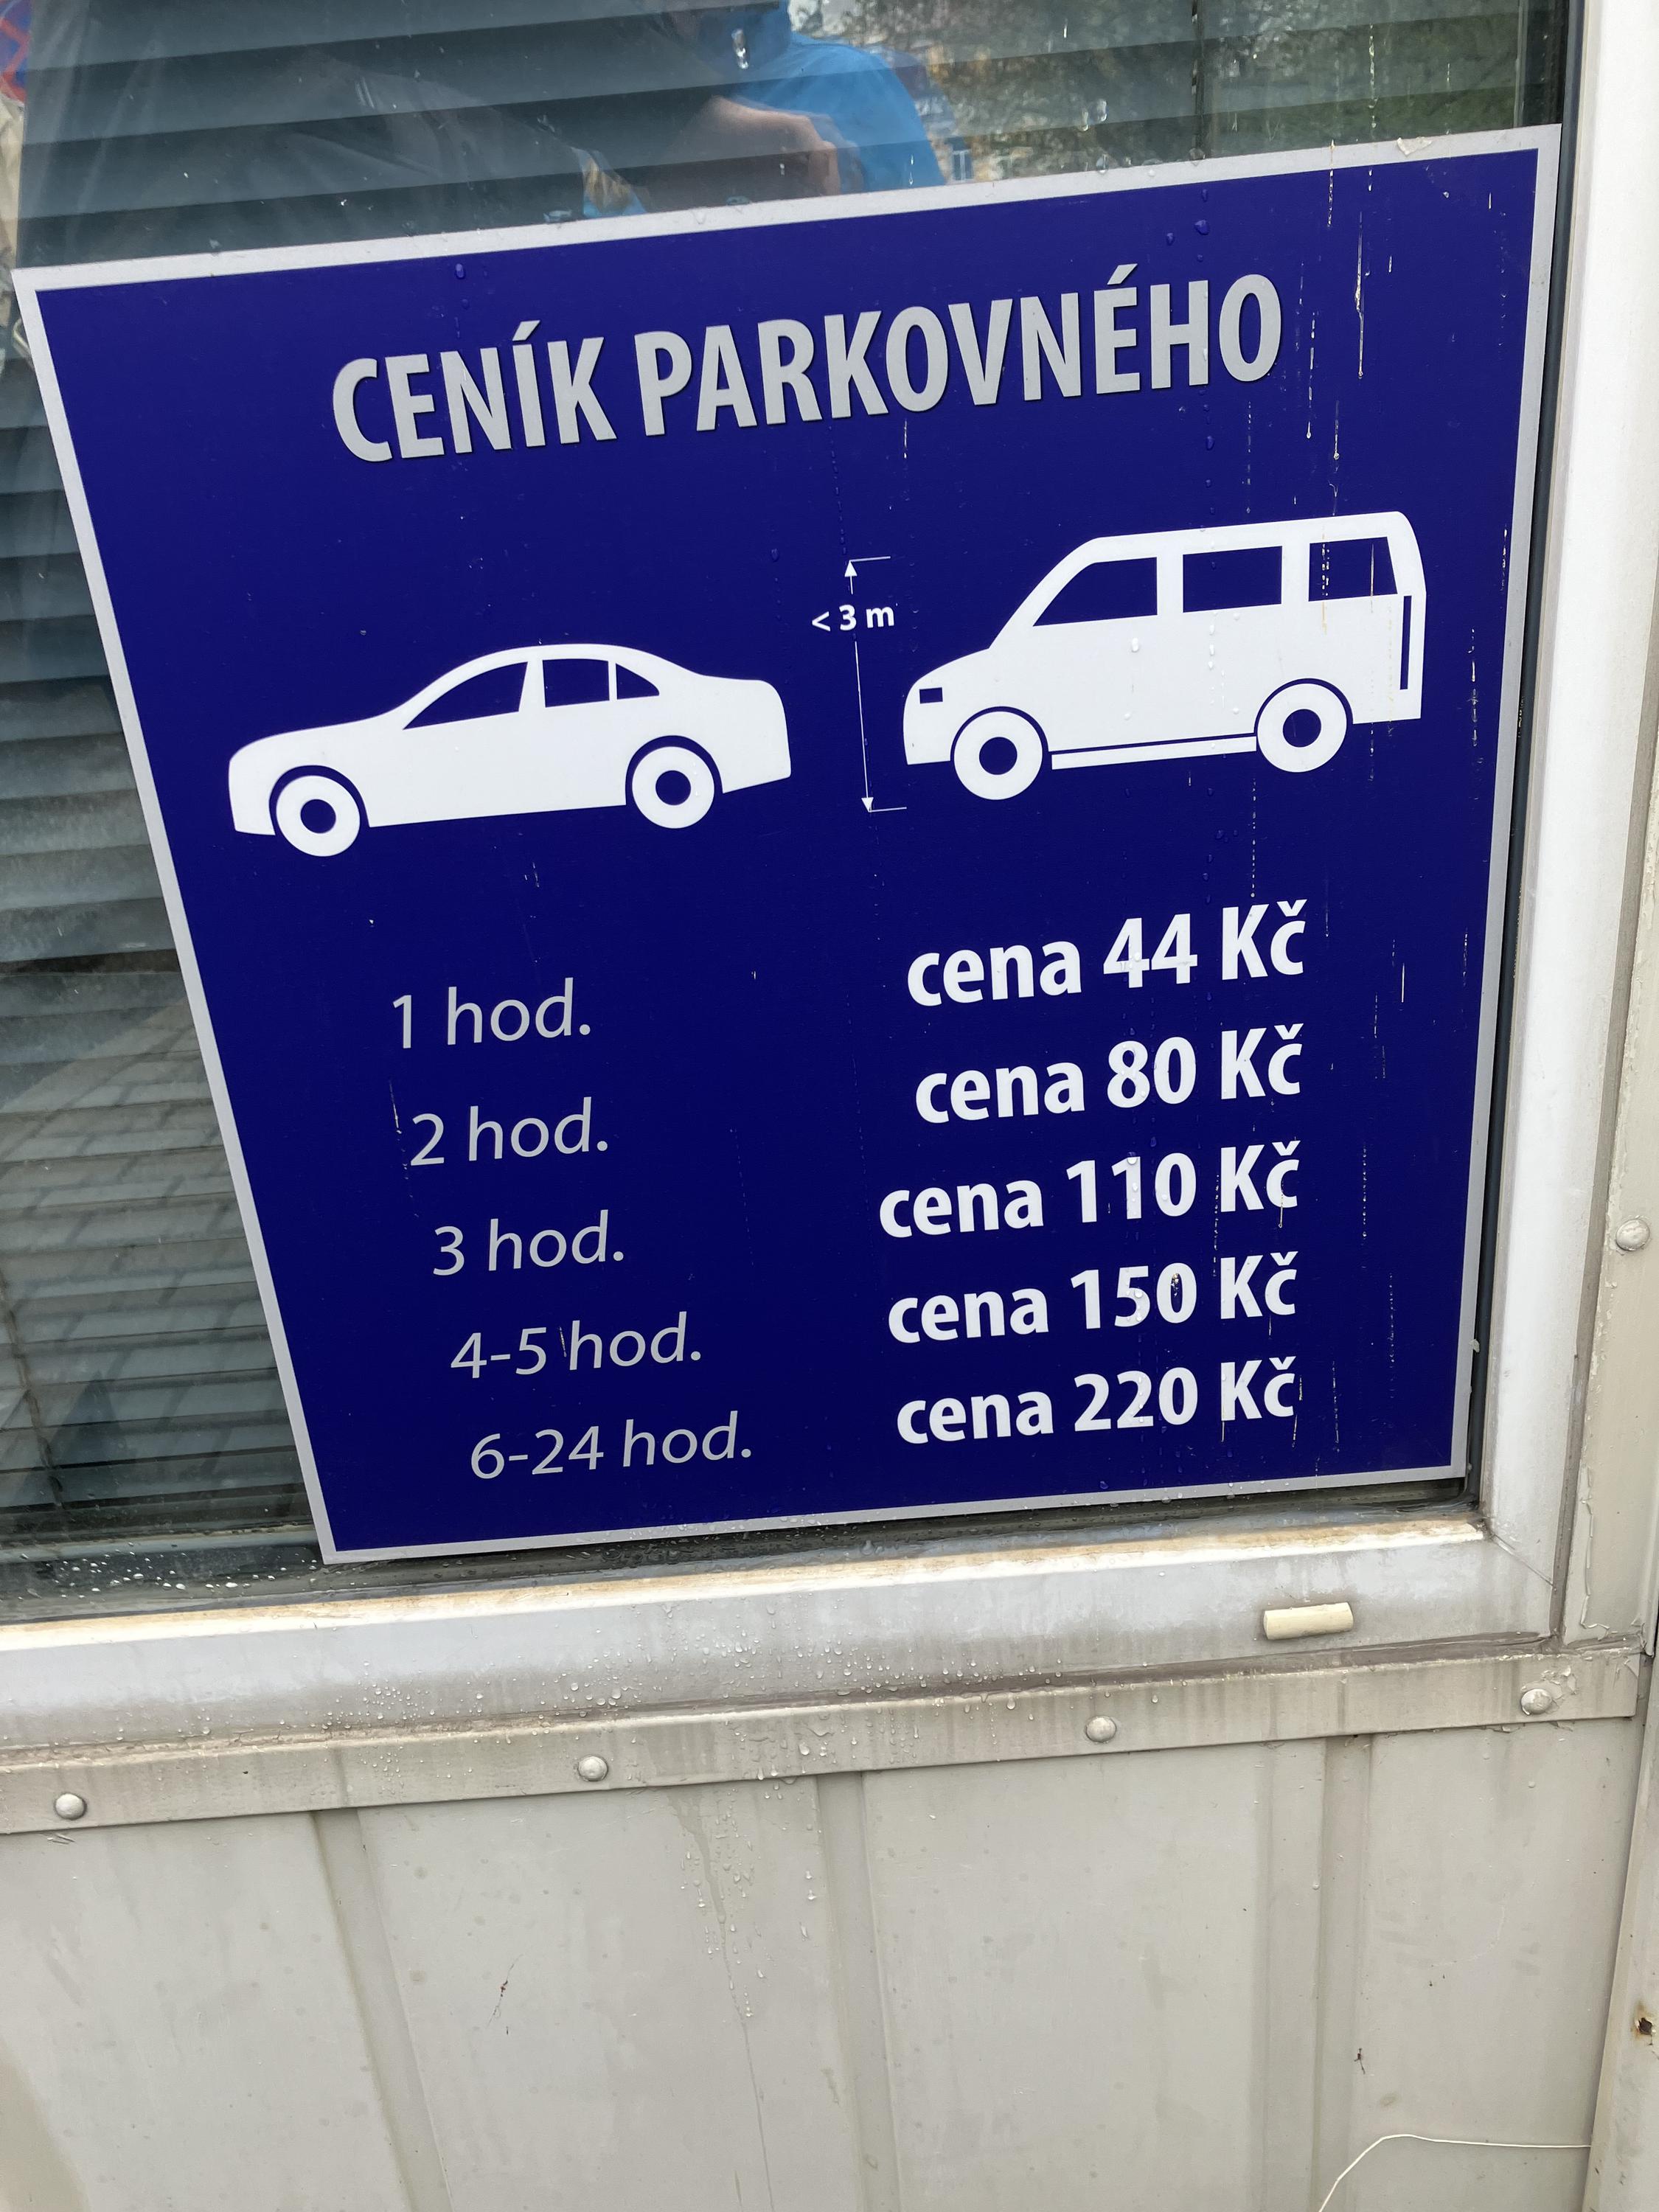 CENÍK PARKOVNÉHO
< 3 m
1 hod. cena 44 Kč
2 hod. cena 80 Kč
3 hod. cena 110 Kč
4-5 hod. cena 150 Kč
6-24 hod. cena 220 Kč